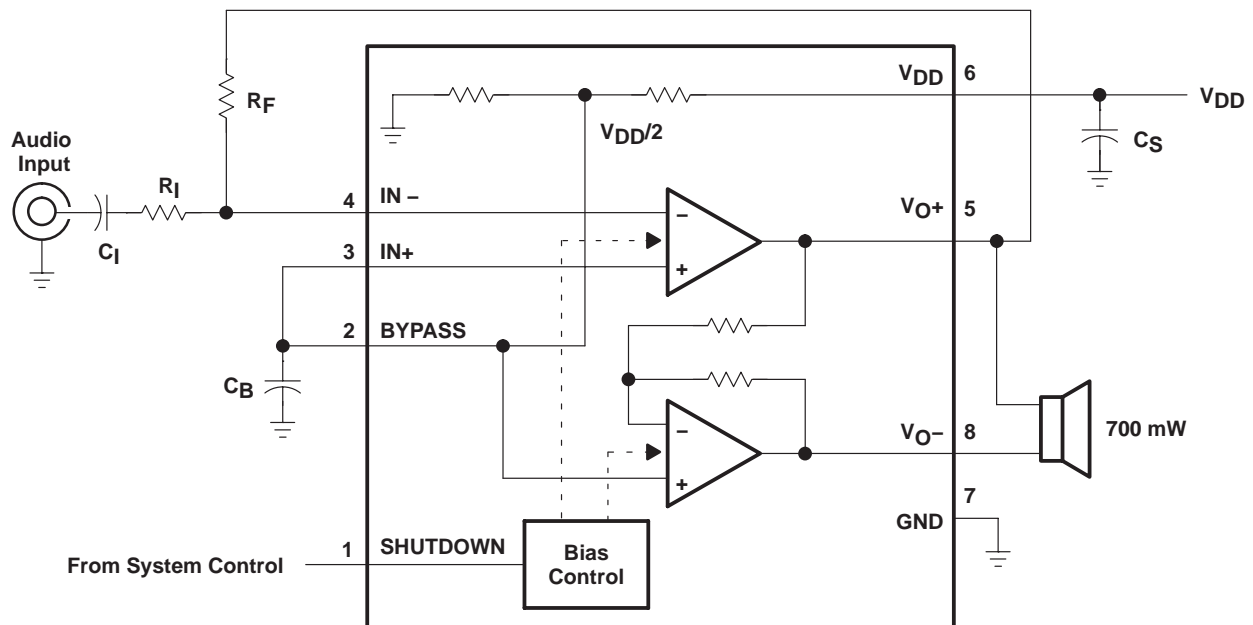 VDD 6
VDD
RF
VDD/2
CS
Audio
Input
RI
4 IN −
VO+ 5
−
CI
3 IN+
+
2 BYPASS
CB
−
VO− 8
700 mW
+
7
GND
1 SHUTDOWN
Bias
Control
From System Control